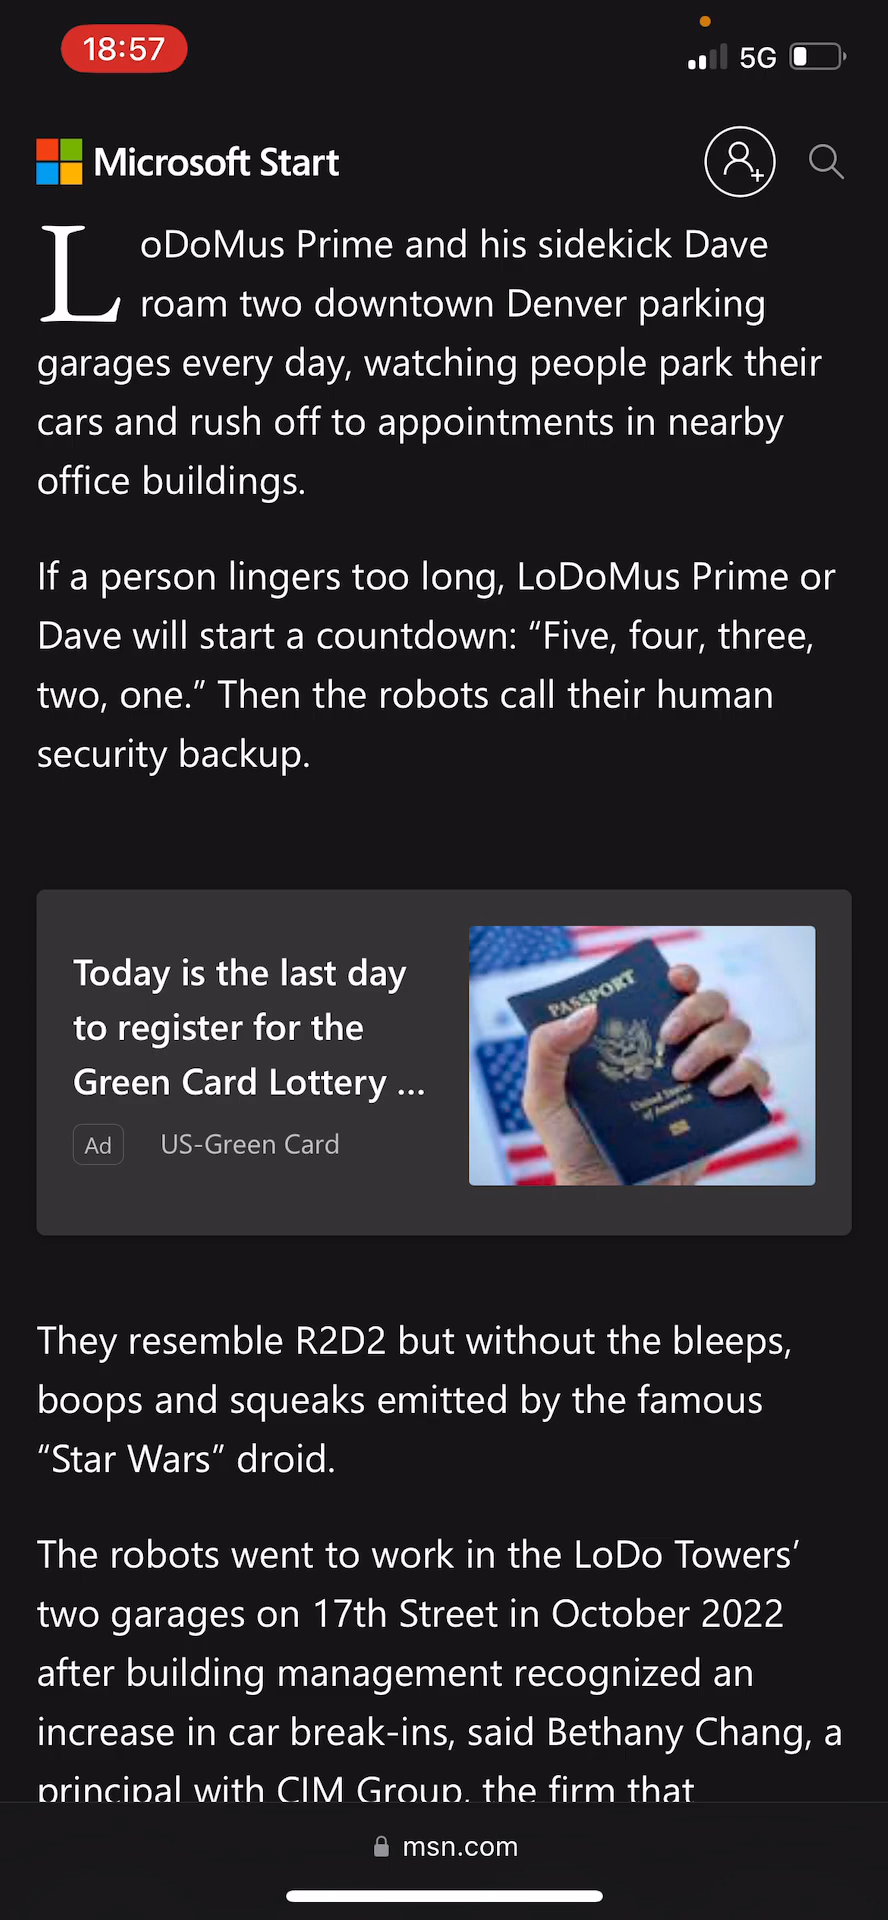 18:57
5G
Microsoft Start
LoDoMus Prime and his sidekick Dave
roam two downtown Denver parking
garages every day, watching people park their
cars and rush off to appointments in nearby
office buildings.
If a person lingers too long, LoDoMus Prime or
Dave will start a countdown: “Five, four, three,
two, one.” Then the robots call their human
security backup.
Today is the last day
to register for the
Green Card Lottery ...
Ad US-Green Card
PASSPORT
United States
of America
They resemble R2D2 but without the bleeps,
boops and squeaks emitted by the famous
“Star Wars” droid.
The robots went to work in the LoDo Towers’
two garages on 17th Street in October 2022
after building management recognized an
increase in car break-ins, said Bethany Chang, a
principal with CIM Group, the firm that
msn.com